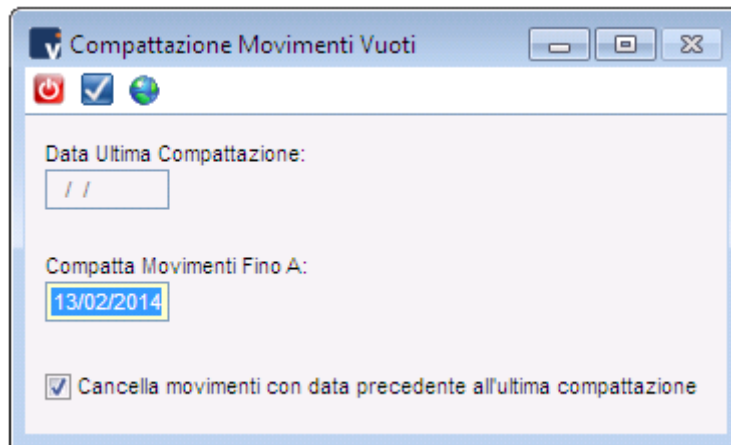 Compattazione Movimenti Vuoti
Data Ultima Compattazione:
/ /
Compatta Movimenti Fino A:
13/02/2014
Cancella movimenti con data precedente all'ultima compattazione